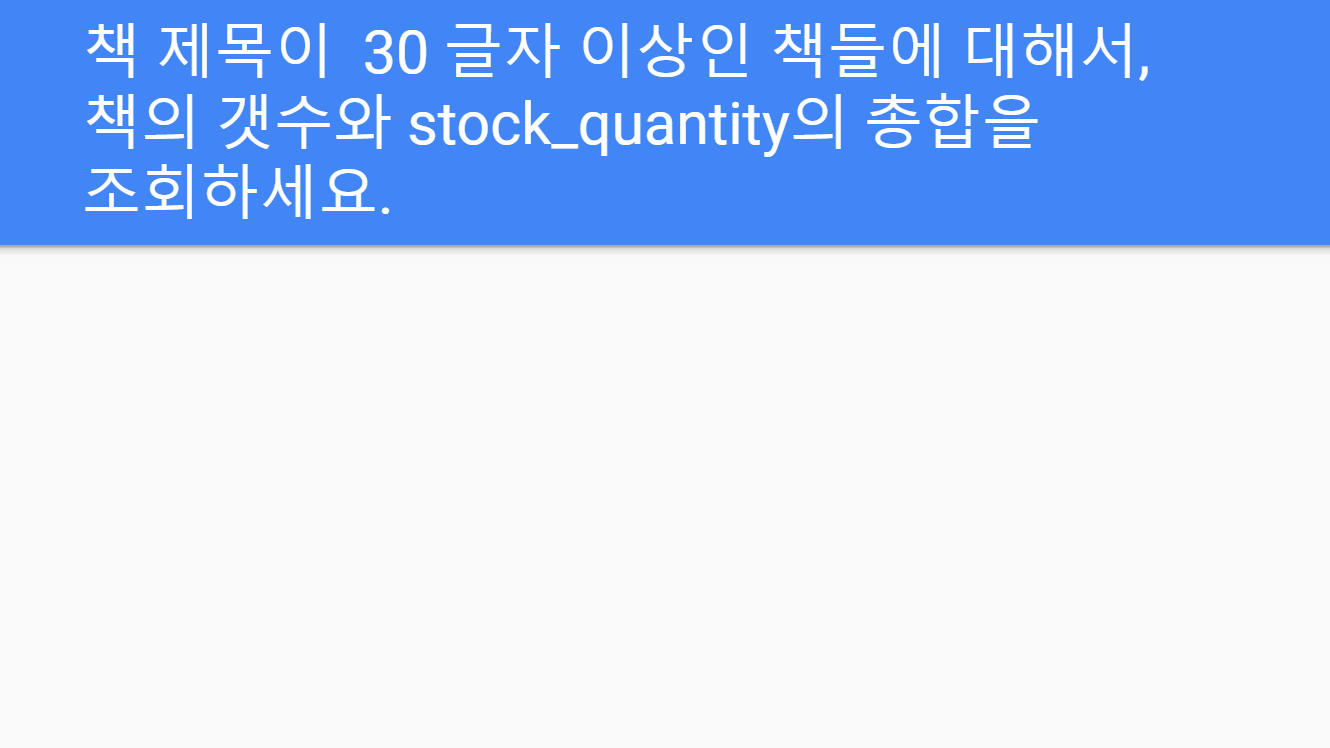 책 제목이  30 글자 이상인 책들에 대해서,
책의 갯수와 stock_quantity의 총합을
조회하세요.